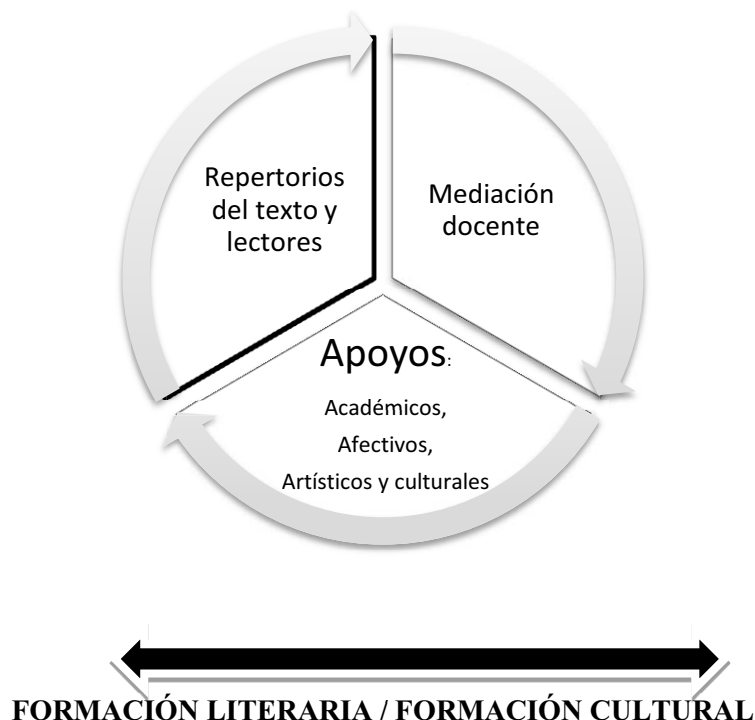 Repertorios
del texto y
lectores
Mediación
docente
Apoyos:
Académicos,
Afectivos,
Artísticos y culturales
FORMACIÓN LITERARIA / FORMACIÓN CULTURAL